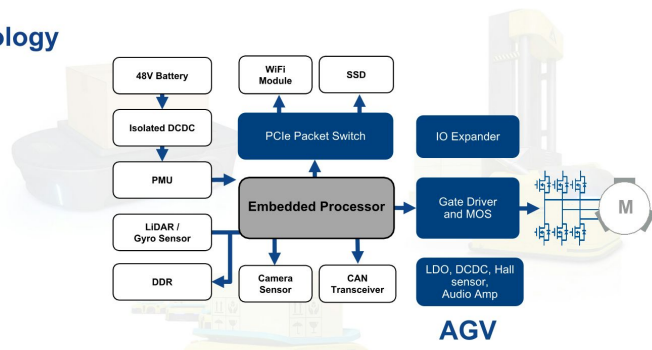 ology
48V Battery
WiFi
Module
SSD
Isolated DCDC
PCIe Packet Switch
IO Expander
PMU
Embedded Processor
Gate Driver
and MOS
M
LiDAR /
Gyro Sensor
DDR
Camera
Sensor
CAN
Transceiver
LDO, DCDC, Hall
sensor,
Audio Amp
AGV